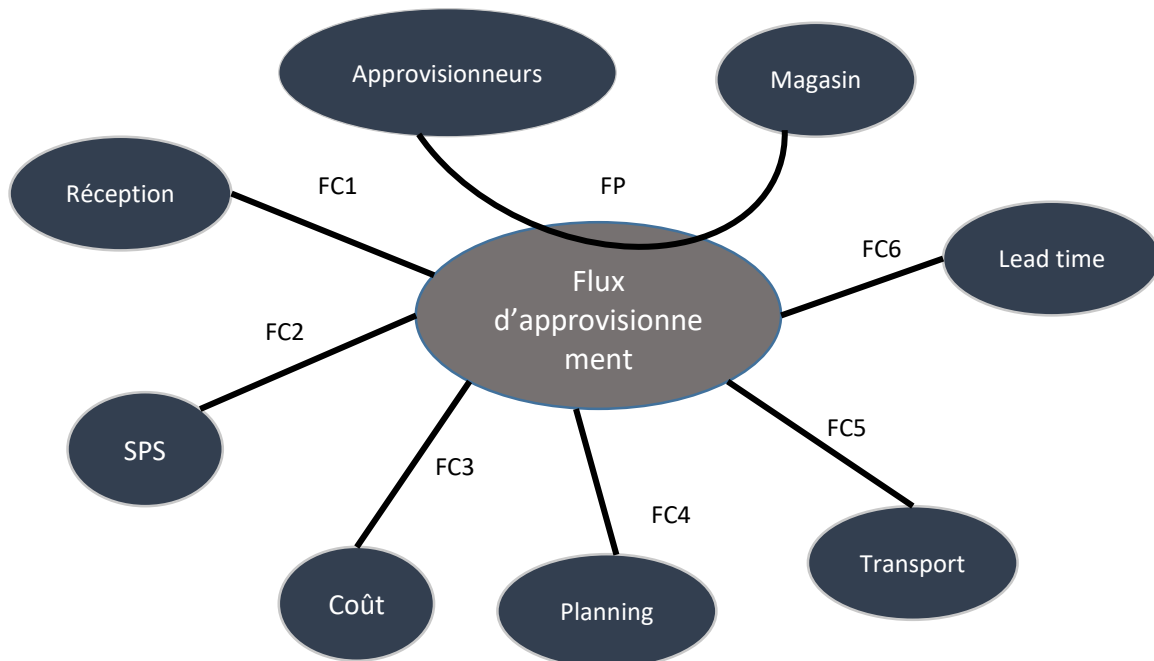 Approvisionneurs
Magasin
Réception
FC1
FP
FC6
Lead time
Flux
d’approvisionne
ment
FC2
SPS
FC3
FC5
FC4
Coût
Planning
Transport